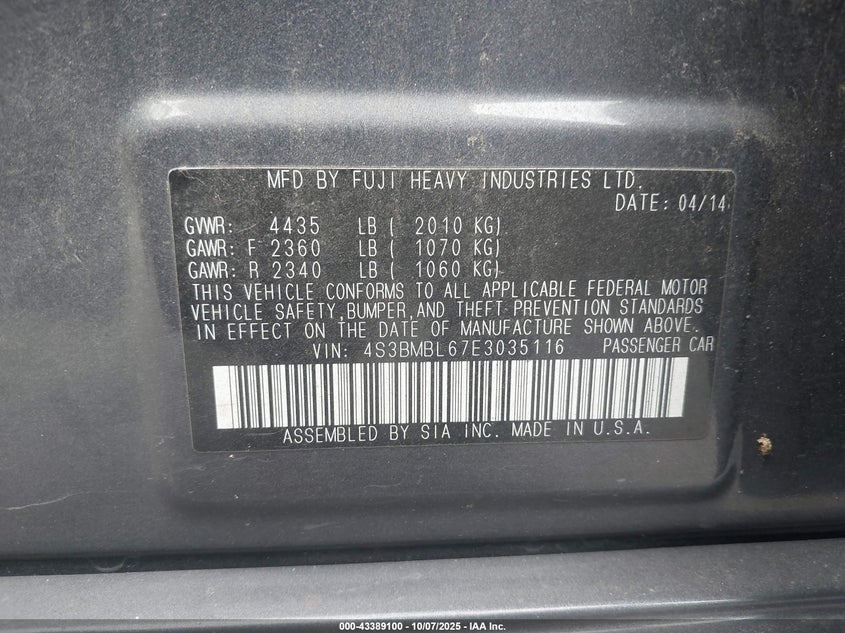 MFD BY FUJI HEAVY INDUSTRIES LTD.
DATE: 04/14
GVWR: 4435 LB ( 2010 KG)
GAWR: F 2360 LB ( 1070 KG)
GAWR: R 2340 LB ( 1060 KG)
THIS VEHICLE CONFORMS TO ALL APPLICABLE FEDERAL MOTOR
VEHICLE SAFETY,BUMPER,AND THEFT PREVENTION STANDARDS
IN EFFECT ON THE DATE OF MANUFACTURE SHOWN ABOVE.
VIN: 4S3BMBL67E3035116 PASSENGER CAR
ASSEMBLED BY SIA INC. MADE IN U.S.A.
000-43389100 - 10/07/2025 - IAA Inc.